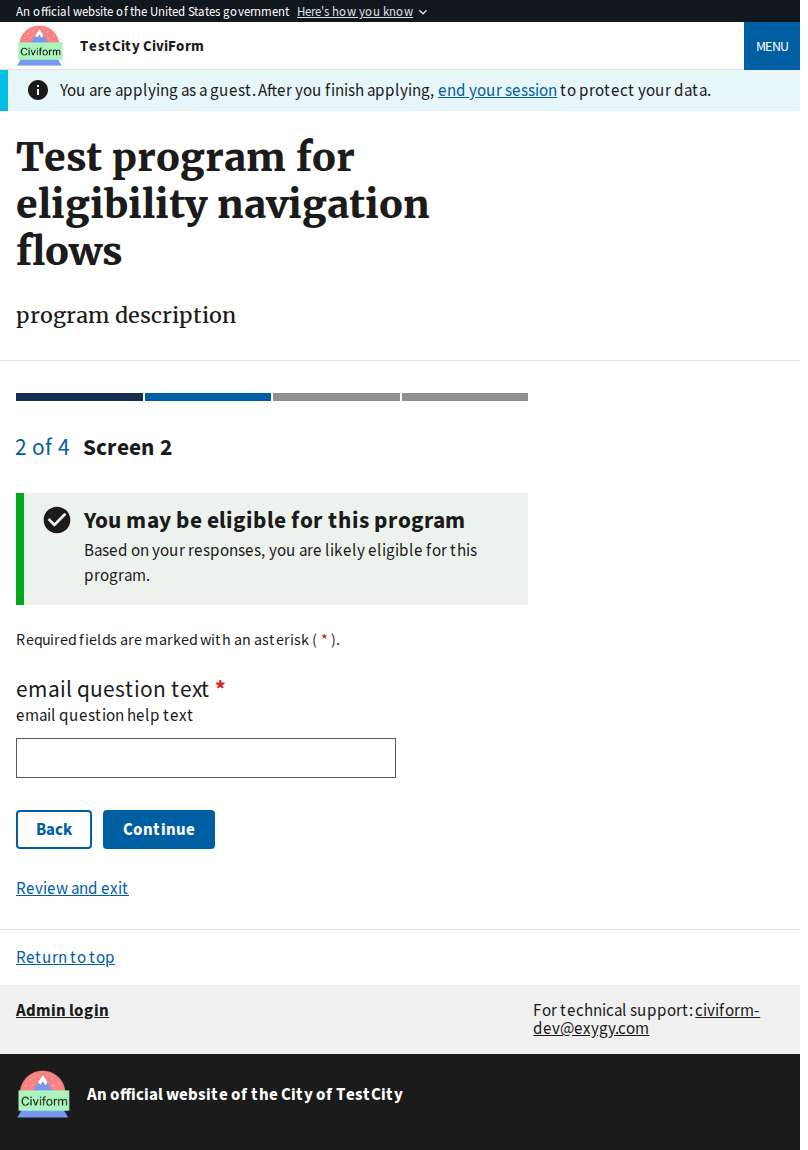 An official website of the United States government Here's how you know
Civiform
TestCity CiviForm
MENU
You are applying as a guest. After you finish applying, end your session to protect your data.
Test program for
eligibility navigation
flows
program description
2 of 4 Screen 2
You may be eligible for this program
Based on your responses, you are likely eligible for this
program.
Required fields are marked with an asterisk ( * ).
email question text *
email question help text
Back
Continue
Review and exit
Return to top
Admin login
For technical support: civiform-
dev@exygy.com
Civiform
An official website of the City of TestCity